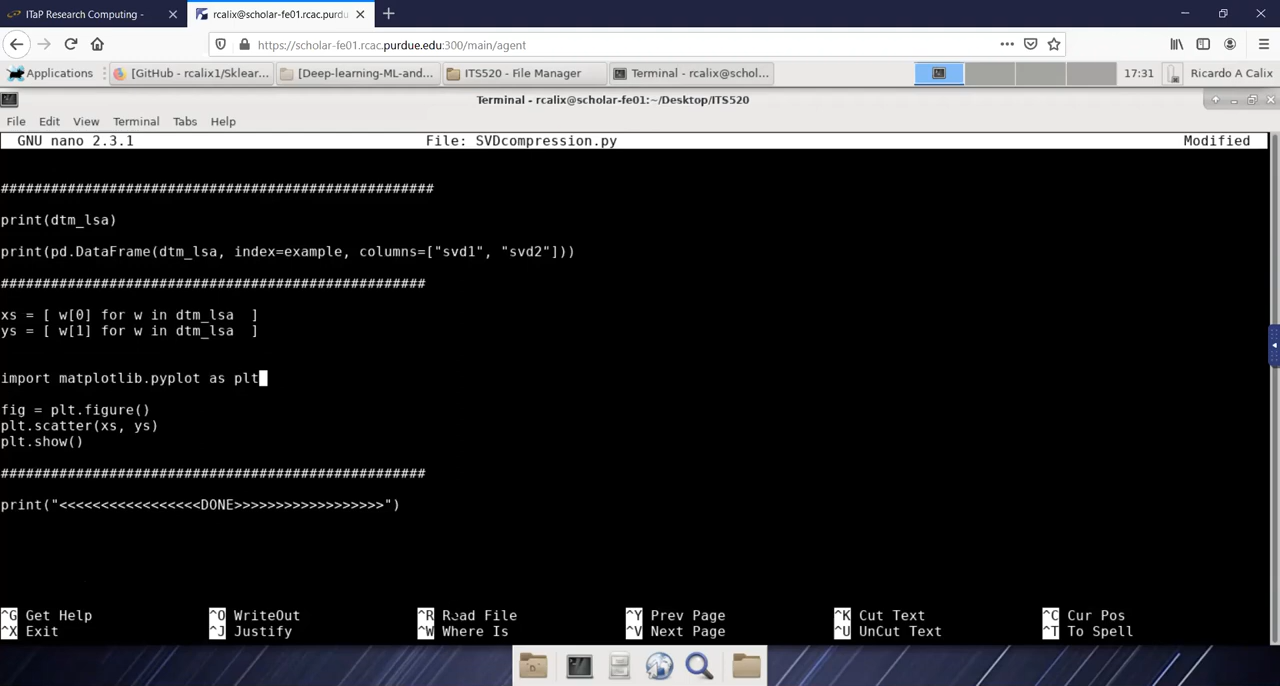 ITaP Research Computing -
rcalix@scholar-fe01.rcac.purdu
https://scholar-fe01.rcac.purdue.edu:300/main/agent
Applications
[GitHub - rcalix1/Sklear...
[Deep-learning-ML-and...
ITS520 - File Manager
Terminal - rcalix@schol...
17:31
Ricardo A Calix
Terminal - rcalix@scholar-fe01:~/Desktop/ITS520
File Edit View Terminal Tabs Help
GNU nano 2.3.1 File: SVDcompression.py Modified
####################################################
print(dtm_lsa)
print(pd.DataFrame(dtm_lsa, index=example, columns=["svd1", "svd2"]))
###################################################
xs = [ w[0] for w in dtm_lsa  ]
ys = [ w[1] for w in dtm_lsa  ]
import matplotlib.pyplot as plt
fig = plt.figure()
plt.scatter(xs, ys)
plt.show()
###################################################
print("<<<<<<<<<<<<<<<<<DONE>>>>>>>>>>>>>>>>>>")
^G Get Help ^O WriteOut ^R Read File ^Y Prev Page ^K Cut Text ^C Cur Pos
^X Exit ^J Justify ^W Where Is ^V Next Page ^U UnCut Text ^T To Spell